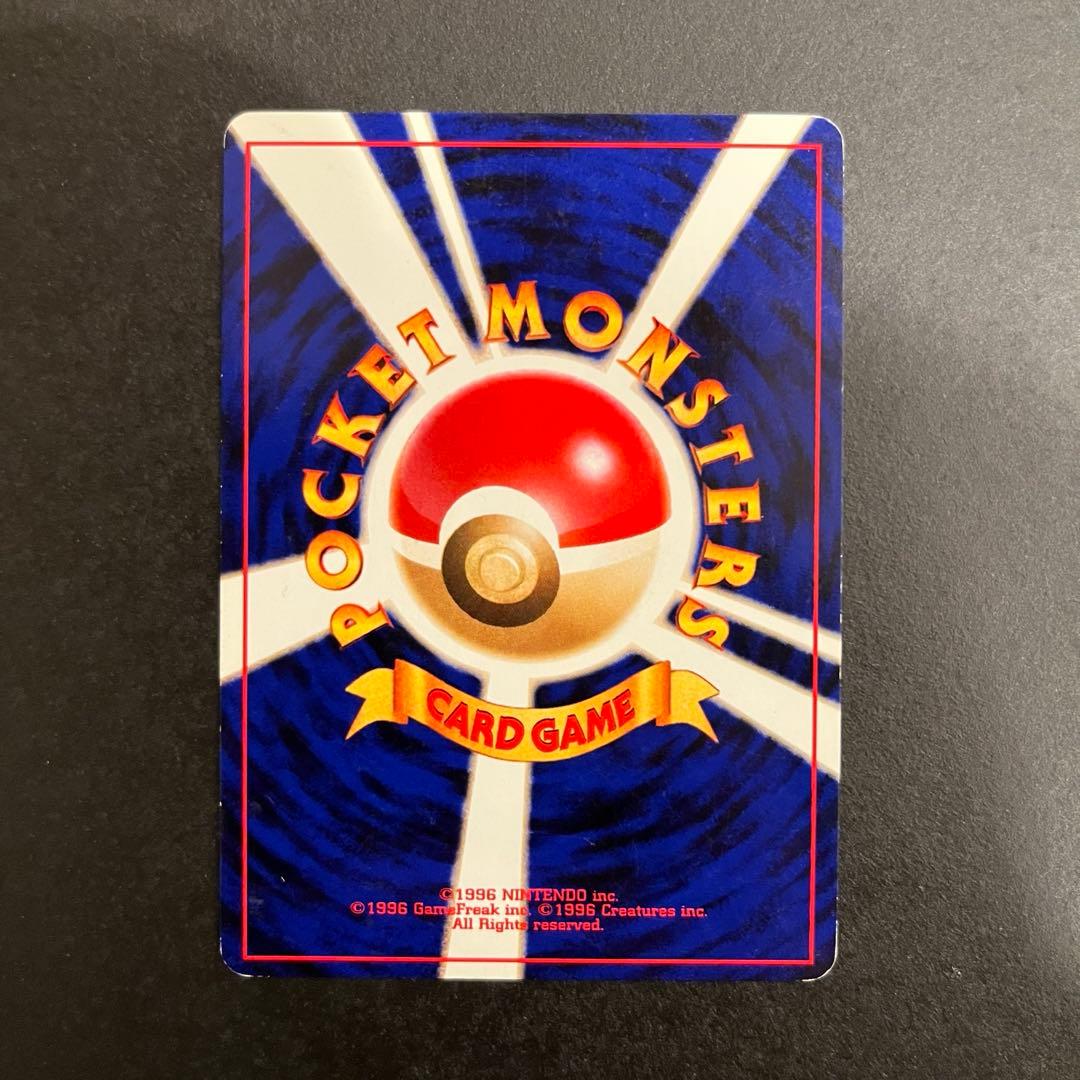 POCKET MONSTERS
CARD GAME
©1996 NINTENDO inc.
©1996 GameFreak inc. ©1996 Creatures inc.
All Rights reserved.